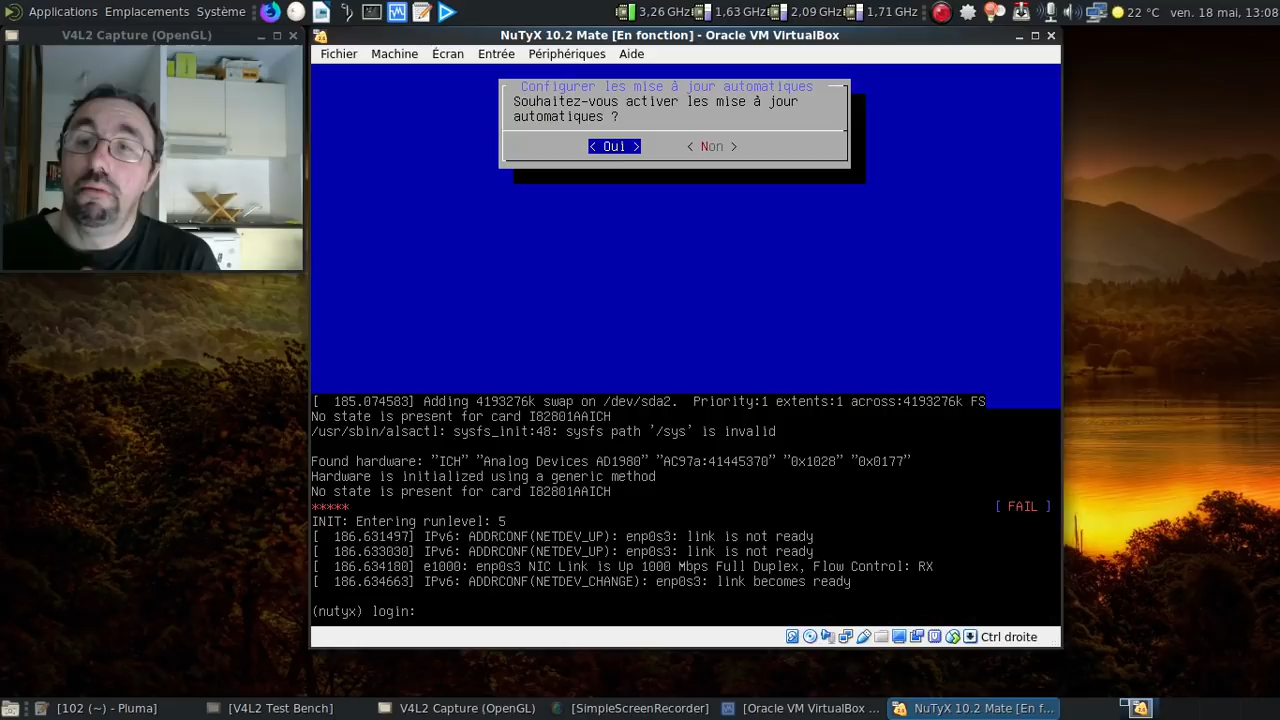 Applications Emplacements Système
3,26 GHz 1,63 GHz 2,09 GHz 1,71 GHz 22 °C ven. 18 mai, 13:08
V4L2 Capture (OpenGL)
NuTyX 10.2 Mate [En fonction] - Oracle VM VirtualBox
Fichier Machine Écran Entrée Périphériques Aide
Configurer les mise à jour automatiques
Souhaitez-vous activer les mise à jour
automatiques ?
< Oui > < Non >
[ 185.074583] Adding 4193276k swap on /dev/sda2. Priority:1 extents:1 across:4193276k FS
No state is present for card I82801AAICH
/usr/sbin/alsactl: sysfs_init:48: sysfs path '/sys' is invalid
Found hardware: "ICH" "Analog Devices AD1980" "AC97a:41445370" "0x1028" "0x0177"
Hardware is initialized using a generic method
No state is present for card I82801AAICH
***** [ FAIL ]
INIT: Entering runlevel: 5
[ 186.631497] IPv6: ADDRCONF(NETDEV_UP): enp0s3: link is not ready
[ 186.633030] IPv6: ADDRCONF(NETDEV_UP): enp0s3: link is not ready
[ 186.634180] e1000: enp0s3 NIC Link is Up 1000 Mbps Full Duplex, Flow Control: RX
[ 186.634663] IPv6: ADDRCONF(NETDEV_CHANGE): enp0s3: link becomes ready
(nutyx) login:
Ctrl droite
[102 (~) - Pluma] [V4L2 Test Bench] V4L2 Capture (OpenGL) [SimpleScreenRecorder] [Oracle VM VirtualBox ... NuTyX 10.2 Mate [En f...